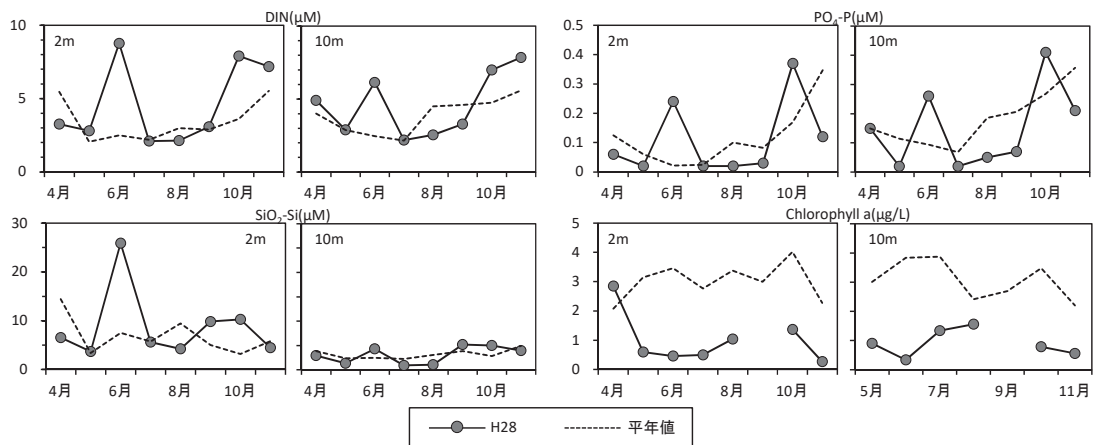 DIN(μM)
PO₄-P(μM)
10
5
0
2m
10m
4月 6月 8月 10月
4月 6月 8月 10月
0.5
0.4
0.3
0.2
0.1
0
2m
10m
4月 6月 8月 10月
4月 6月 8月 10月
SiO₂-Si(μM)
Chlorophyll a(μg/L)
30
20
10
0
2m
10m
4月 6月 8月 10月
4月 6月 8月 10月
5
4
3
2
1
0
2m
10m
4月 6月 8月 10月
5月 7月 9月 11月
H28 平年値